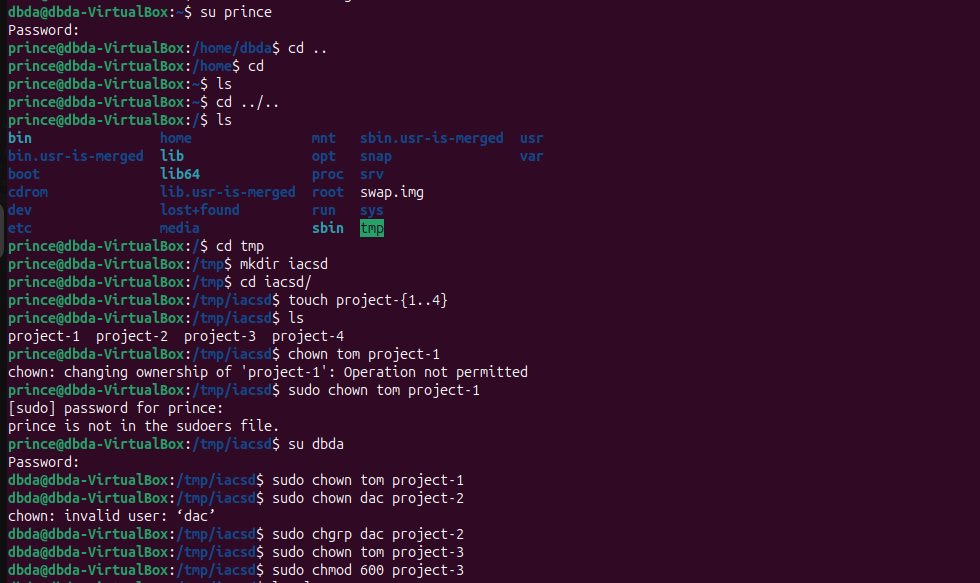 dbda@dbda-VirtualBox:~$ su prince
Password:
prince@dbda-VirtualBox:/home/dbda$ cd ..
prince@dbda-VirtualBox:/home$ cd
prince@dbda-VirtualBox:~$ ls
prince@dbda-VirtualBox:~$ cd ../..
prince@dbda-VirtualBox:/$ ls
bin home mnt sbin.usr-is-merged usr
bin.usr-is-merged lib opt snap var
boot lib64 proc srv
cdrom lib.usr-is-merged root swap.img
dev lost+found run sys
etc media sbin tmp
prince@dbda-VirtualBox:/$ cd tmp
prince@dbda-VirtualBox:/tmp$ mkdir iacsd
prince@dbda-VirtualBox:/tmp$ cd iacsd/
prince@dbda-VirtualBox:/tmp/iacsd$ touch project-{1..4}
prince@dbda-VirtualBox:/tmp/iacsd$ ls
project-1 project-2 project-3 project-4
prince@dbda-VirtualBox:/tmp/iacsd$ chown tom project-1
chown: changing ownership of 'project-1': Operation not permitted
prince@dbda-VirtualBox:/tmp/iacsd$ sudo chown tom project-1
[sudo] password for prince:
prince is not in the sudoers file.
prince@dbda-VirtualBox:/tmp/iacsd$ su dbda
Password:
dbda@dbda-VirtualBox:/tmp/iacsd$ sudo chown tom project-1
dbda@dbda-VirtualBox:/tmp/iacsd$ sudo chown dac project-2
chown: invalid user: ‘dac’
dbda@dbda-VirtualBox:/tmp/iacsd$ sudo chgrp dac project-2
dbda@dbda-VirtualBox:/tmp/iacsd$ sudo chown tom project-3
dbda@dbda-VirtualBox:/tmp/iacsd$ sudo chmod 600 project-3